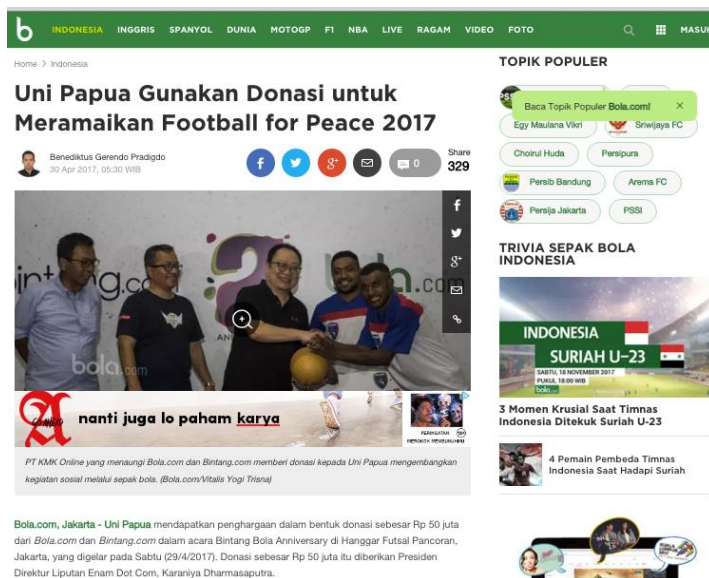 b
INDONESIA INGGRIS SPANYOL DUNIA MOTOGP F1 NBA LIVE RAGAM VIDEO FOTO MASUK
Home > Indonesia
Uni Papua Gunakan Donasi untuk
Meramaikan Football for Peace 2017
Benediktus Gerendo Pradigdo
30 Apr 2017, 05:30 WIB
f
g+
0
Share
329
bola.com
nanti juga lo paham karya
PERINGATAN 18+
MEROKOK MEMBUNUHMU
PT KMK Online yang menaungi Bola.com dan Bintang.com memberi donasi kepada Uni Papua mengembangkan
kegiatan sosial melalui sepak bola. (Bola.com/Vitalis Yogi Trisna)
Bola.com, Jakarta - Uni Papua mendapatkan penghargaan dalam bentuk donasi sebesar Rp 50 juta
dari Bola.com dan Bintang.com dalam acara Bintang Bola Anniversary di Hanggar Futsal Pancoran,
Jakarta, yang digelar pada Sabtu (29/4/2017). Donasi sebesar Rp 50 juta itu diberikan Presiden
Direktur Liputan Enam Dot Com, Karaniya Dharmasaputra.
TOPIK POPULER
Baca Topik Populer Bola.com! ×
Egy Maulana Vikri Sriwijaya FC
Choirul Huda Persipura
Persib Bandung Arema FC
Persija Jakarta PSSI
TRIVIA SEPAK BOLA
INDONESIA
INDONESIA
SURIAH U-23
SABTU, 18 NOVEMBER 2017
PUKUL 18:00 WIB
bola.com
3 Momen Krusial Saat Timnas
Indonesia Ditekuk Suriah U-23
4 Pemain Pembeda Timnas
Indonesia Saat Hadapi Suriah